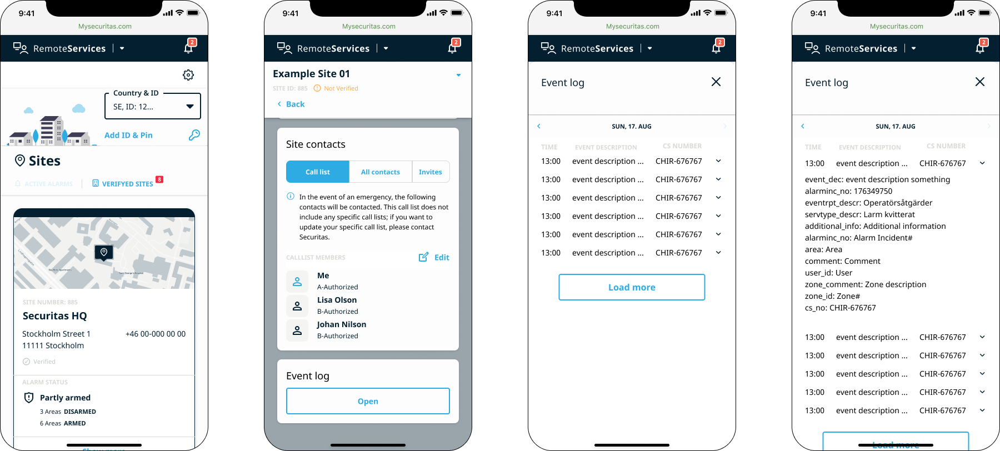 9:41
Mysecuritas.com
RemoteServices
2
Country & ID
SE, ID: 12...
Add ID & Pin
Sites
ACTIVE ALARMS
VERIFYED SITES
8
Sky Hotel Apartments
Sankt George's Hospital
SITE NUMBER: 885
Securitas HQ
Stockholm Street 1
+46 00-000 00 00
11111 Stockholm
Verified
ALARM STATUS
Partly armed
3 Areas DISARMED
6 Areas ARMED
Show more
9:41
Mysecuritas.com
RemoteServices
2
Example Site 01
SITE ID: 885
Not Verified
Back
Site contacts
Call list
All contacts
Invites
In the event of an emergency, the following
contacts will be contacted. This call list does not
include any specific call lists; if you want to
update your specific call list, please contact
Securitas.
CALLLIST MEMBERS
Edit
Me
A-Authorized
Lisa Olson
B-Authorized
Johan Nilson
B-Authorized
Event log
Open
9:41
Mysecuritas.com
RemoteServices
2
Event log
SUN, 17. AUG
TIME EVENT DESCRIPTION CS NUMBER
13:00 event description ... CHIR-676767
13:00 event description ... CHIR-676767
13:00 event description ... CHIR-676767
13:00 event description ... CHIR-676767
13:00 event description ... CHIR-676767
13:00 event description ... CHIR-676767
Load more
9:41
Mysecuritas.com
RemoteServices
2
Event log
SUN, 17. AUG
TIME EVENT DESCRIPTION CS NUMBER
13:00 event description ... CHIR-676767
event_dec: event description something
alarminc_no: 176349750
eventrpt_descr: Operatörsåtgärder
servtype_descr: Larm kvitterat
additional_info: Additional information
alarminc_no: Alarm Incident#
area: Area
comment: Comment
user_id: User
zone_comment: Zone description
zone_id: Zone#
cs_no: CHIR-676767
13:00 event description ... CHIR-676767
13:00 event description ... CHIR-676767
13:00 event description ... CHIR-676767
13:00 event description ... CHIR-676767
13:00 event description ... CHIR-676767
Load more